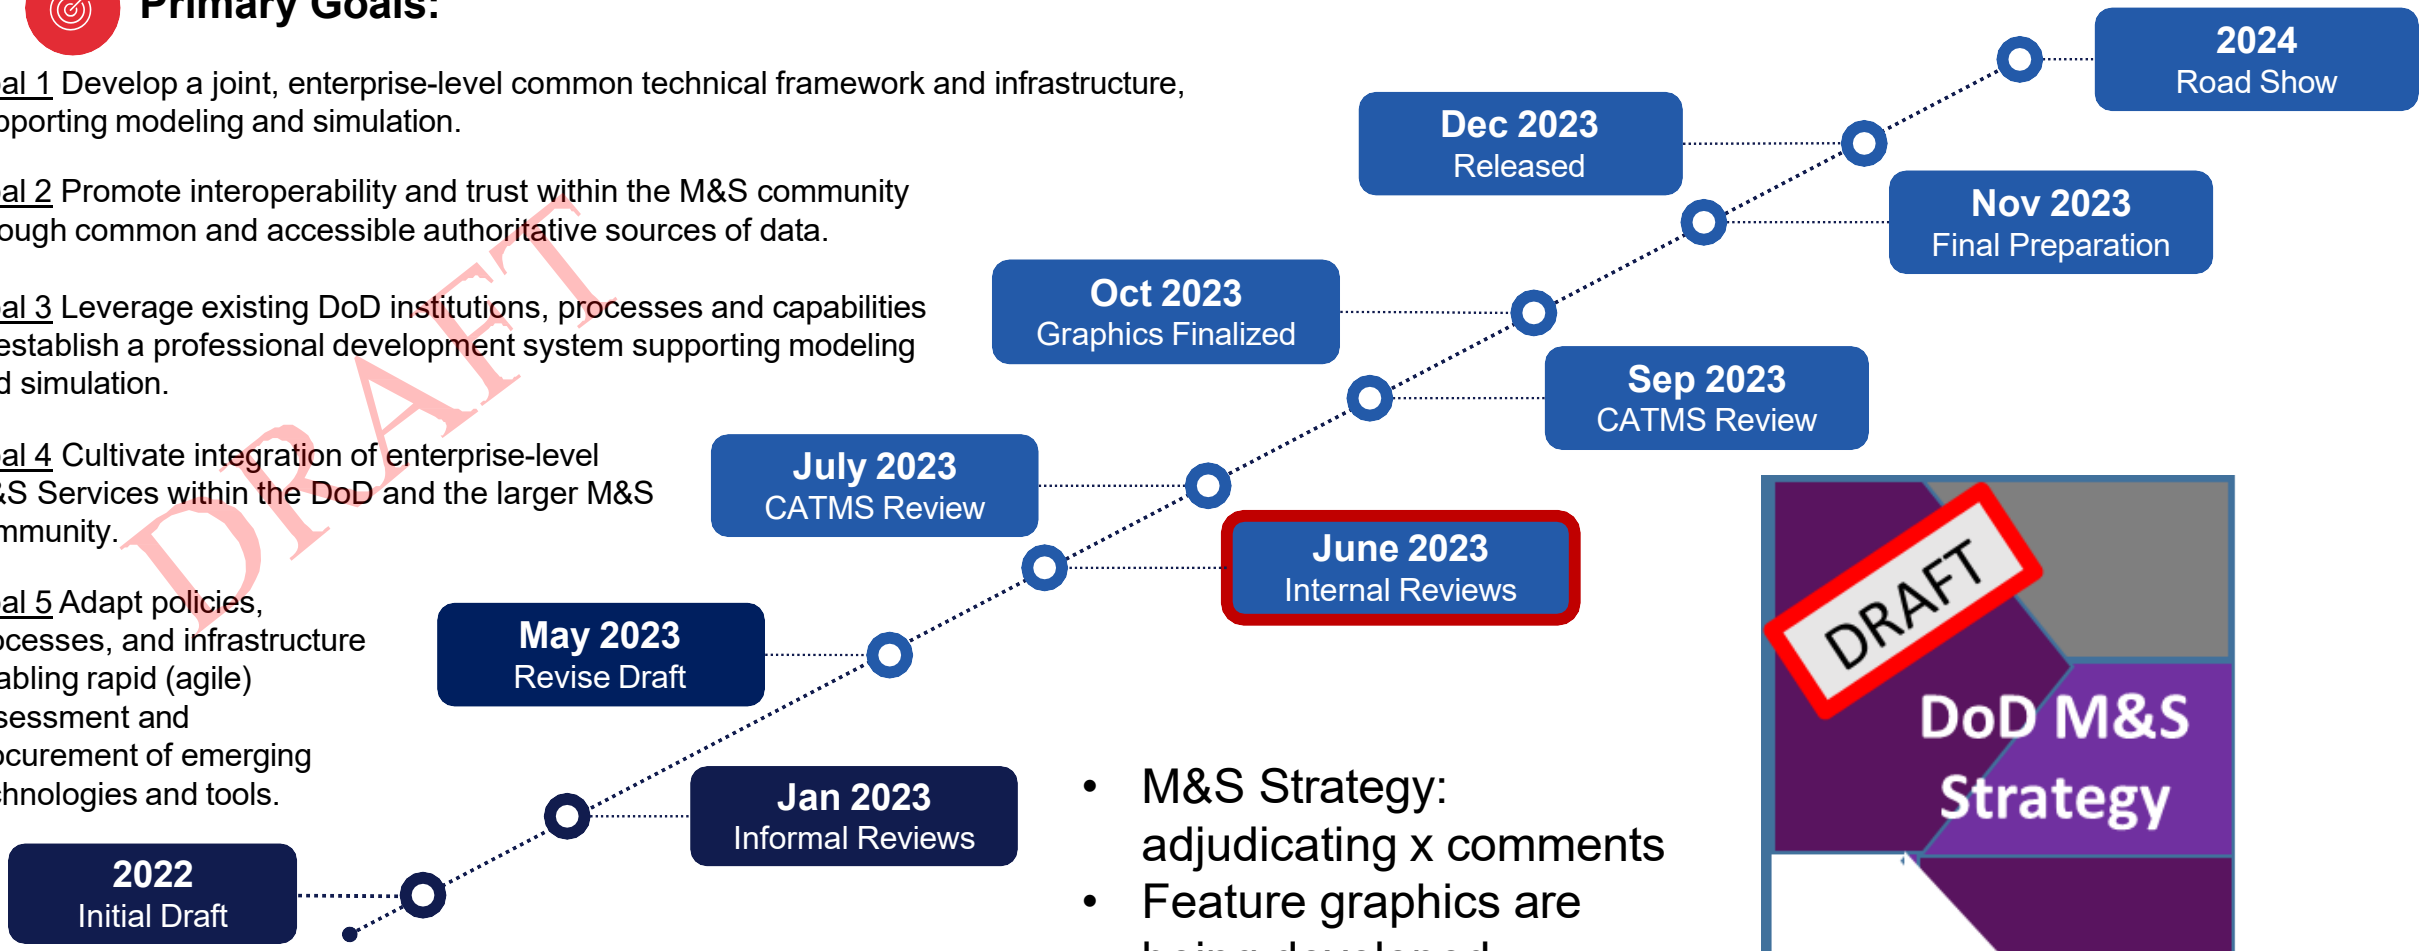 Primary Goals:
al 1 Develop a joint, enterprise-level common technical framework and infrastructure,
pporting modeling and simulation.
al 2 Promote interoperability and trust within the M&S community
ough common and accessible authoritative sources of data.
al 3 Leverage existing DoD institutions, processes and capabilities
establish a professional development system supporting modeling
d simulation.
al 4 Cultivate integration of enterprise-level
&S Services within the DoD and the larger M&S
mmunity.
al 5 Adapt policies,
ocesses, and infrastructure
abling rapid (agile)
sessment and
ocurement of emerging
chnologies and tools.
DRAFT
2022
Initial Draft
Jan 2023
Informal Reviews
May 2023
Revise Draft
June 2023
Internal Reviews
July 2023
CATMS Review
Sep 2023
CATMS Review
Oct 2023
Graphics Finalized
Nov 2023
Final Preparation
Dec 2023
Released
2024
Road Show
• M&S Strategy:
adjudicating x comments
• Feature graphics are
being developed
DRAFT
DoD M&S
Strategy